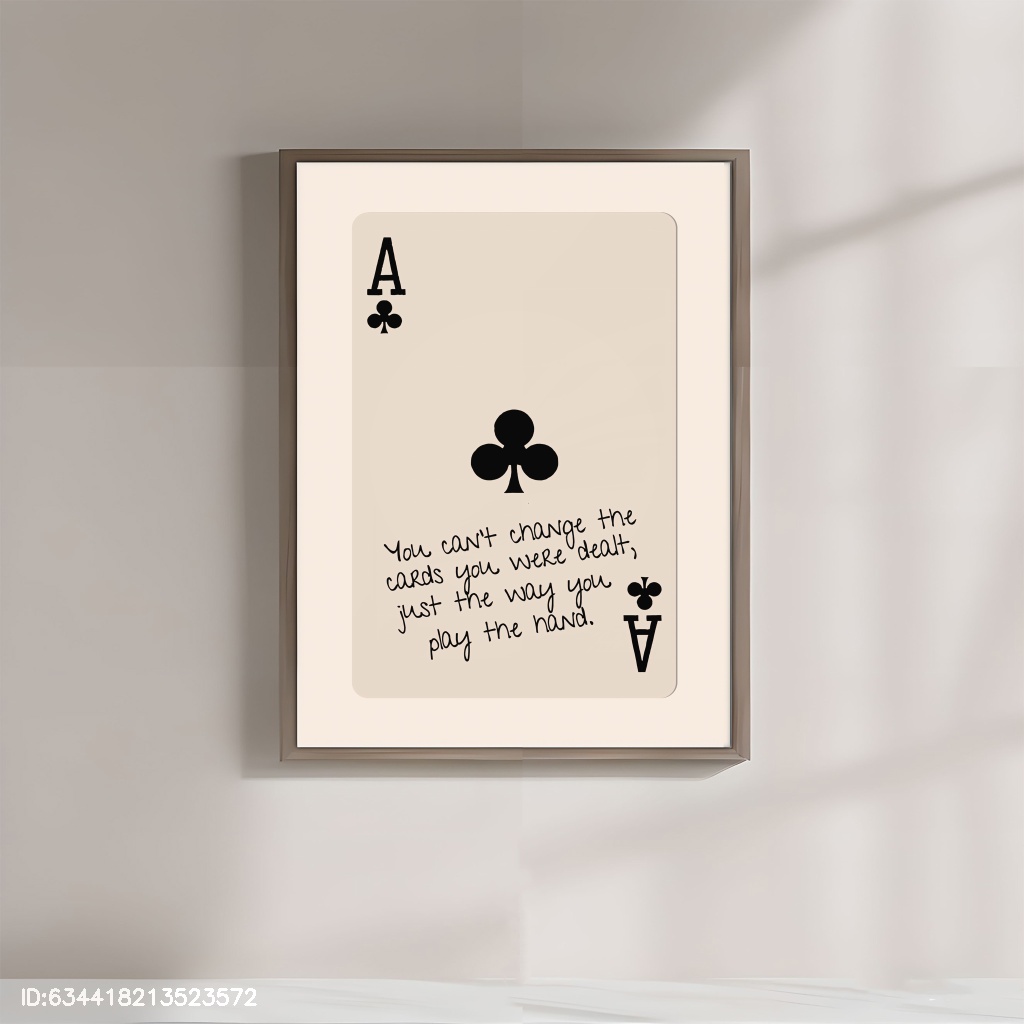 A
You can't change the
cards you were dealt,
just the way you
play the hand.
A
ID:634418213523572